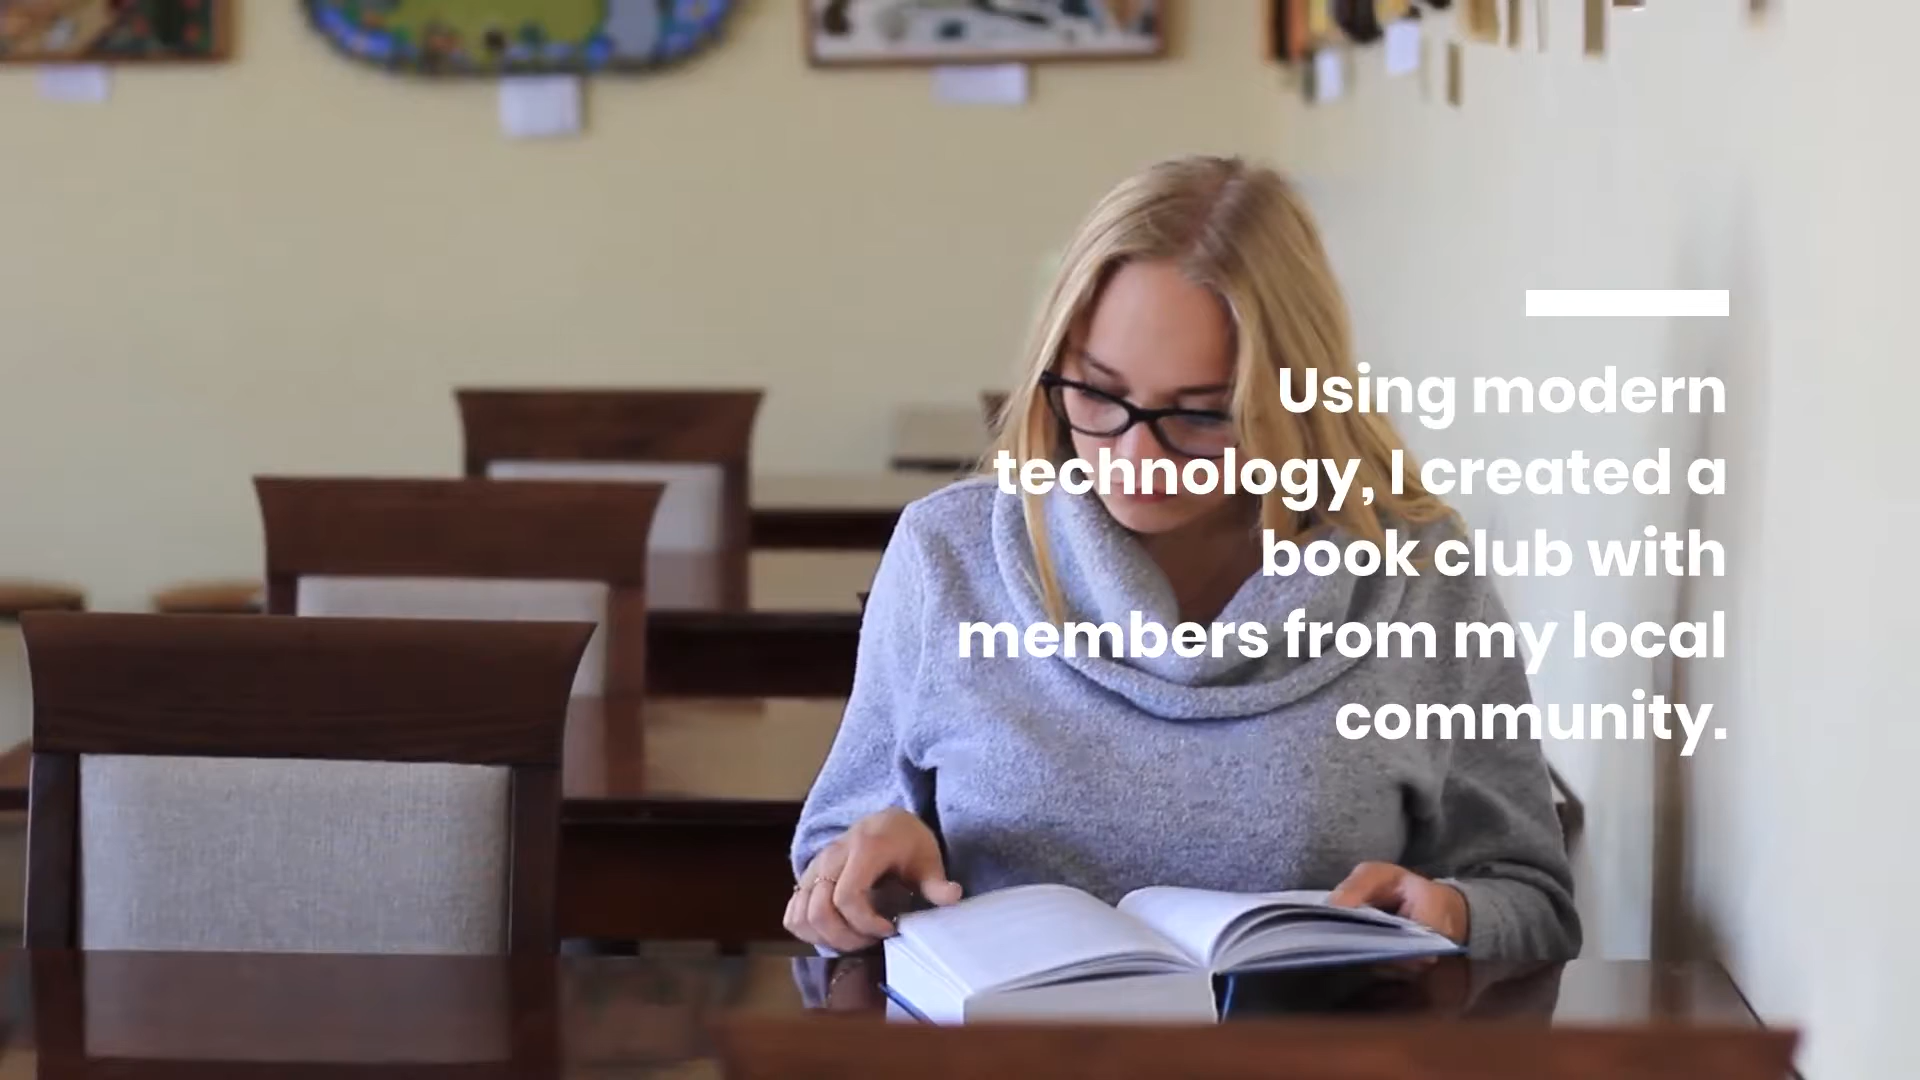 Using modern
technology, I created a
book club with
members from my local
community.